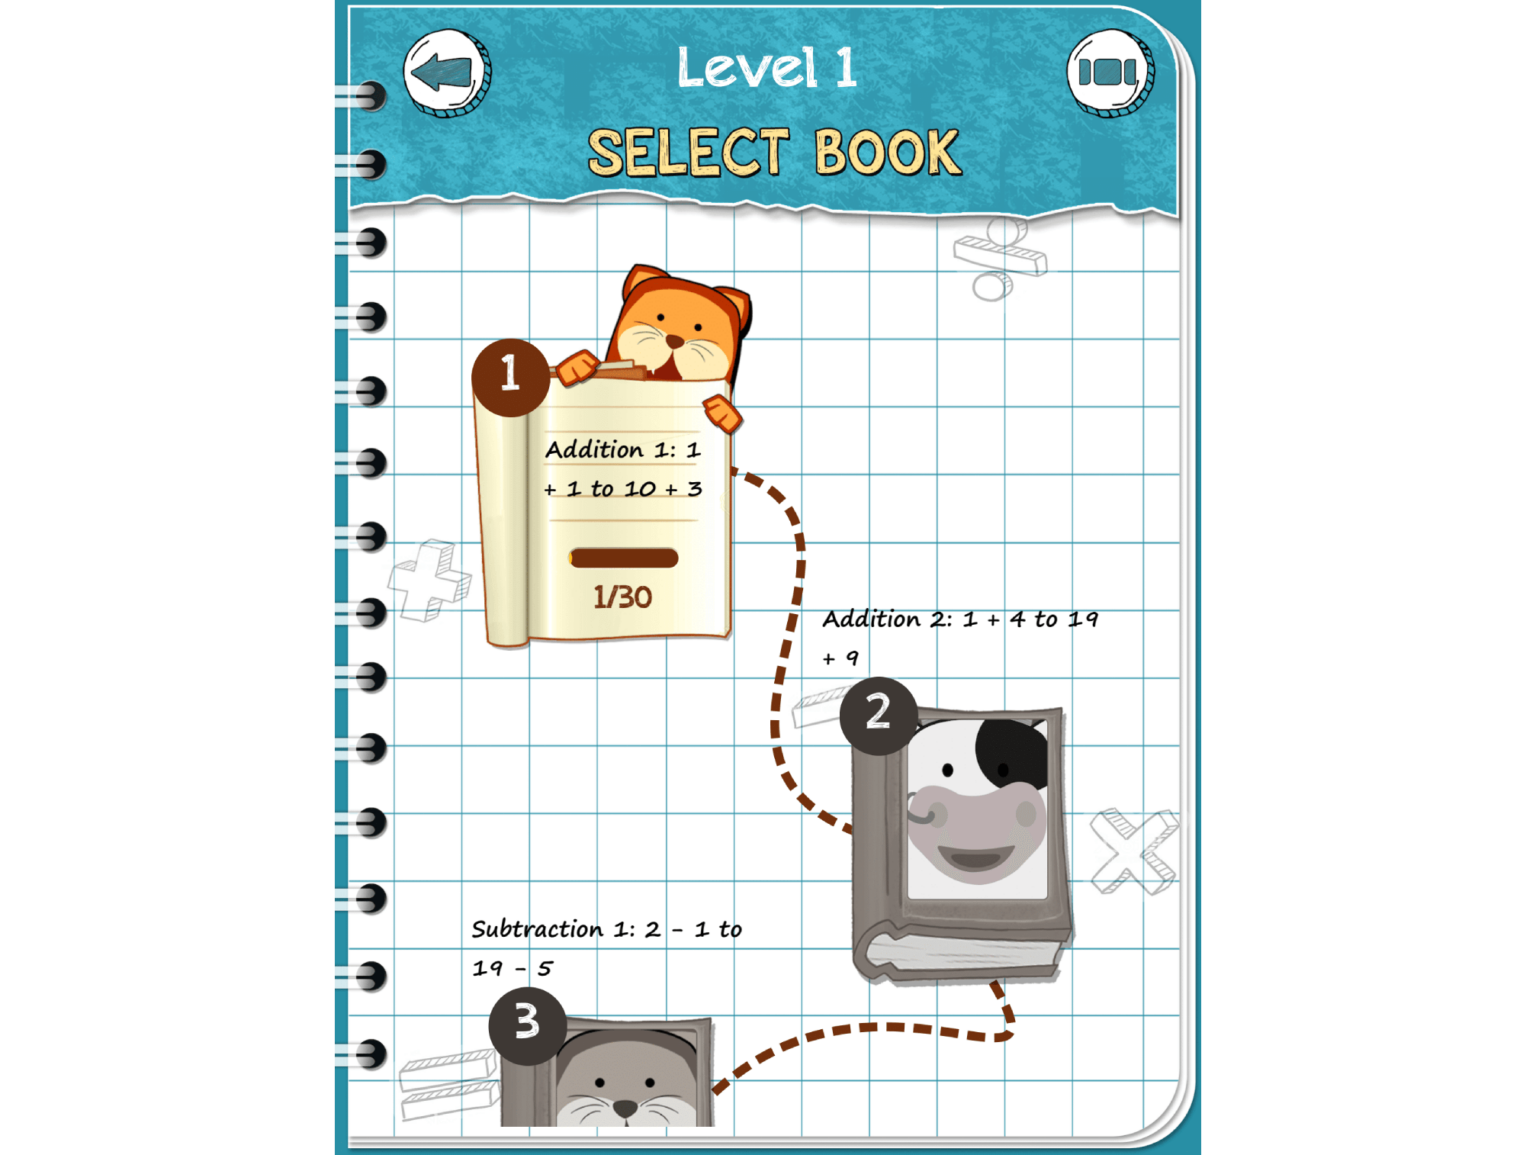 Level 1
SELECT BOOK
1
Addition 1: 1
+ 1 to 10 + 3
1/30
Addition 2: 1 + 4 to 19
+ 9
2
Subtraction 1: 2 - 1 to
19 - 5
3